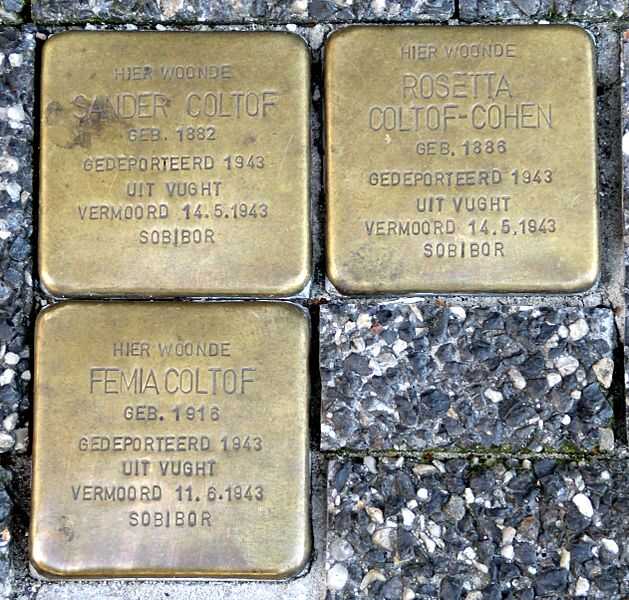 HIER WOONDE
SANDER COLTOF
GEB. 1882
GEDEPORTEERD 1943
UIT VUGHT
VERMOORD 14.5.1943
SOBIBOR
HIER WOONDE
ROSETTA
COLTOF-COHEN
GEB. 1886
GEDEPORTEERD 1943
UIT VUGHT
VERMOORD 14.5.1943
SOBIBOR
HIER WOONDE
FEMIA COLTOF
GEB. 1916
GEDEPORTEERD 1943
UIT VUGHT
VERMOORD 11.6.1943
SOBIBOR